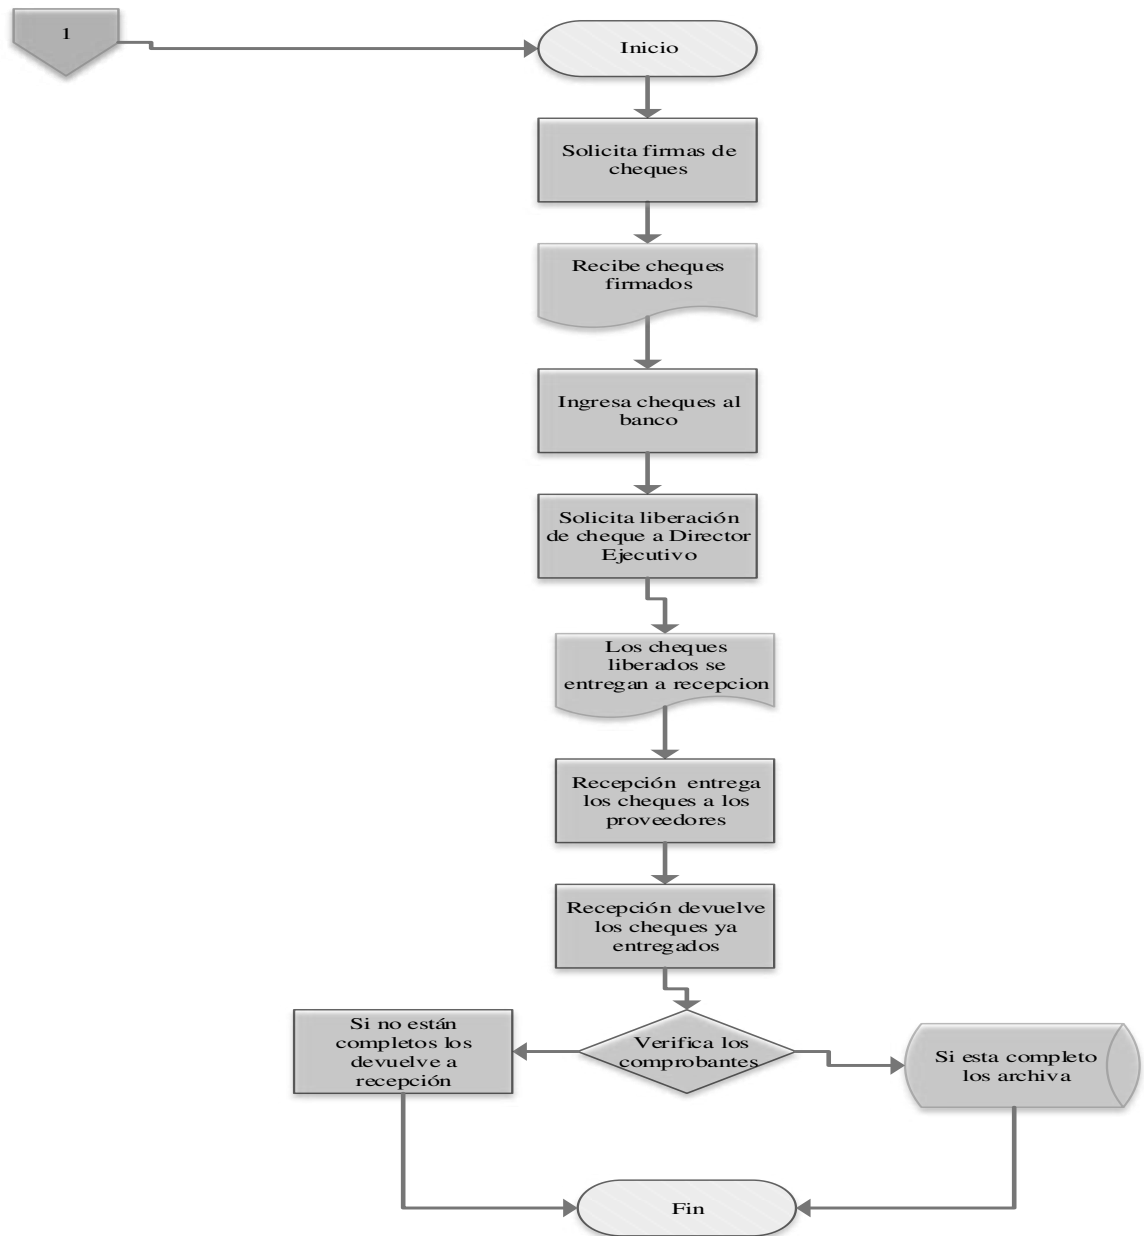 1
Inicio
Solicita firmas de
cheques
Recibe cheques
firmados
Ingresa cheques al
banco
Solicita liberación
de cheque a Director
Ejecutivo
Los cheques
liberados se
entregan a recepcion
Recepción entrega
los cheques a los
proveedores
Recepción devuelve
los cheques ya
entregados
Si no están
completos los
devuelve a
recepción
Verifica los
comprobantes
Si esta completo
los archiva
Fin